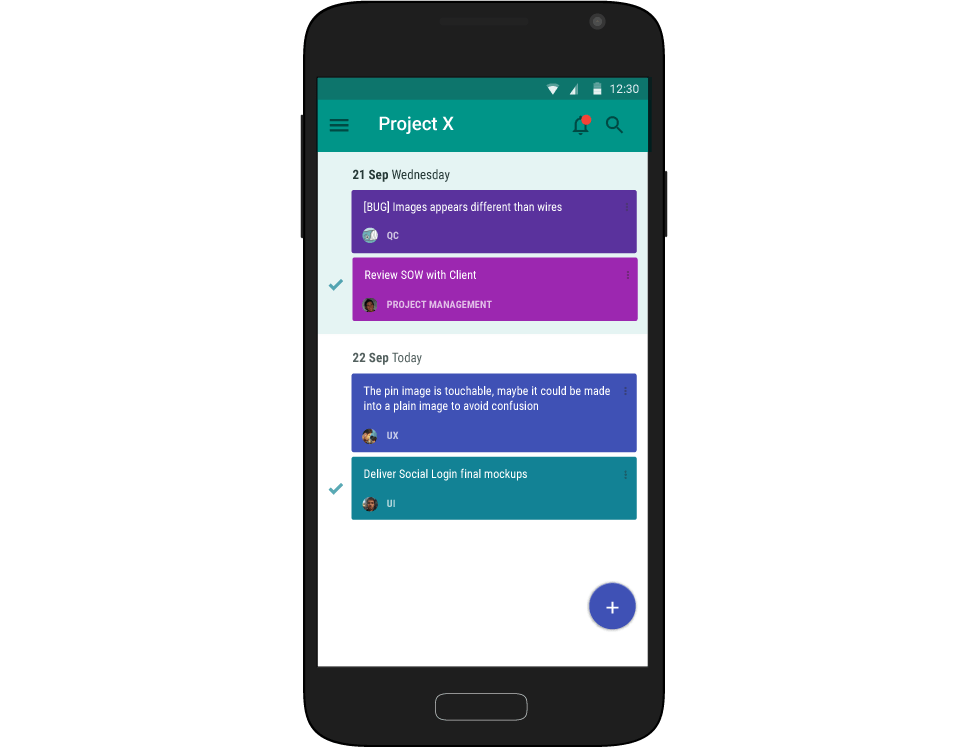 12:30
Project X
21 Sep Wednesday
[BUG] Images appears different than wires
QC
Review SOW with Client
PROJECT MANAGEMENT
22 Sep Today
The pin image is touchable, maybe it could be made
into a plain image to avoid confusion
UX
Deliver Social Login final mockups
UI
+